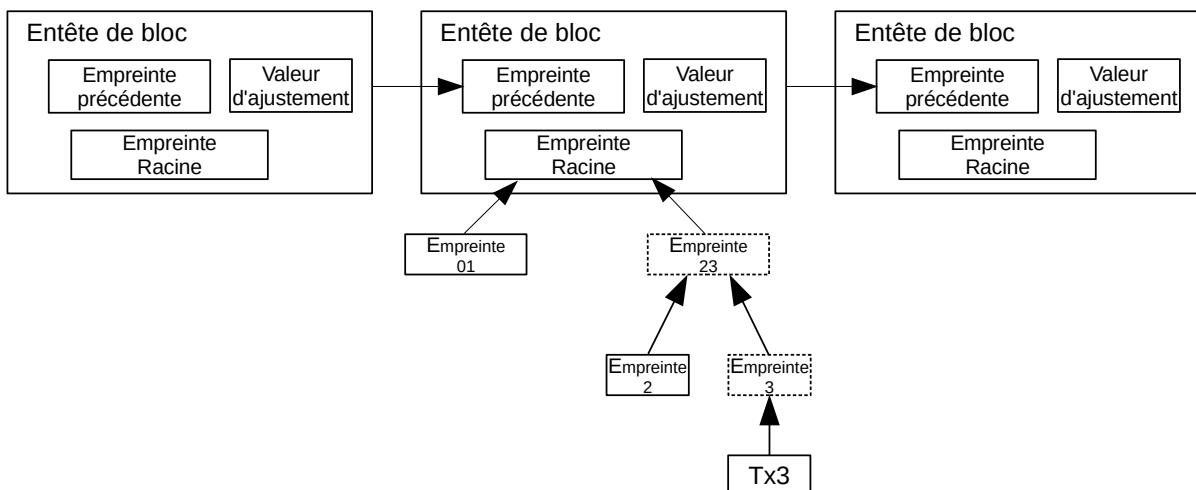 Entête de bloc
Empreinte
précédente
Valeur
d'ajustement
Empreinte
Racine
Entête de bloc
Empreinte
précédente
Valeur
d'ajustement
Empreinte
Racine
Entête de bloc
Empreinte
précédente
Valeur
d'ajustement
Empreinte
Racine
Empreinte
01
Empreinte
23
Empreinte
2
Empreinte
3
Tx3